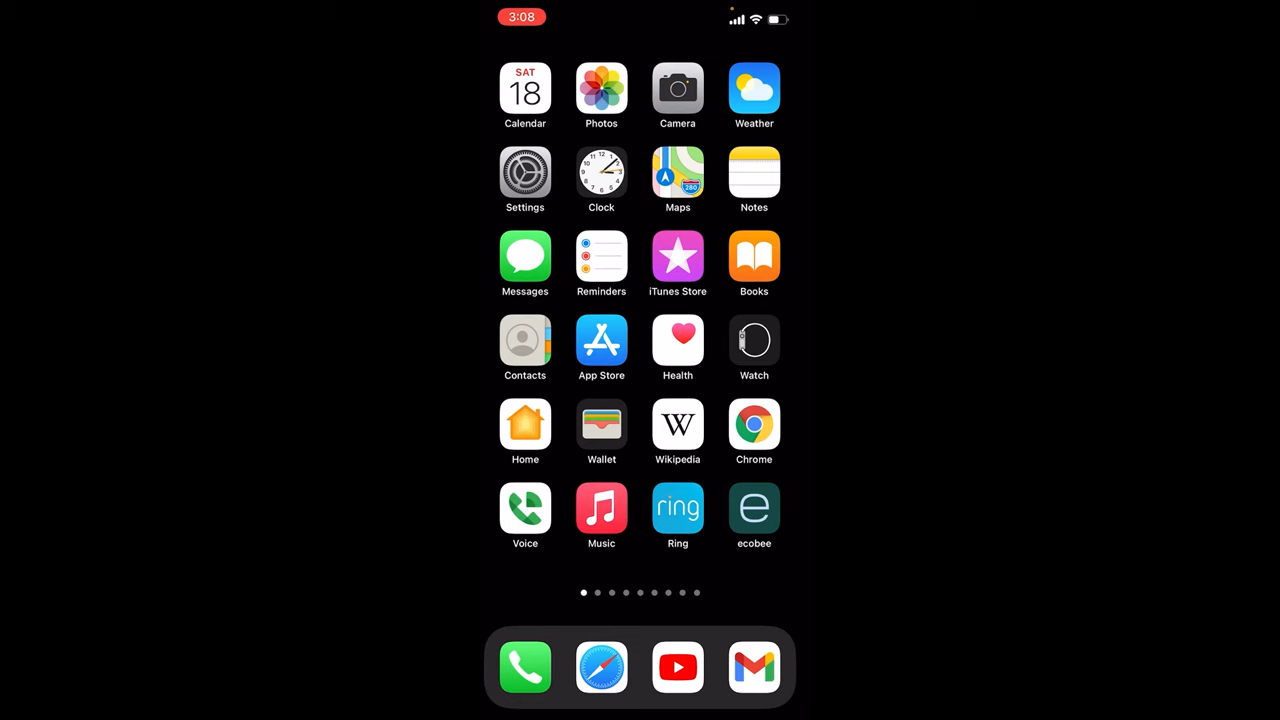 3:08
SAT
18
Calendar
Photos
Camera
Weather
280
Settings
Clock
Maps
Notes
Messages
Reminders
iTunes Store
Books
Contacts
App Store
Health
Watch
W
Home
Wallet
Wikipedia
Chrome
ring
e
Voice
Music
Ring
ecobee